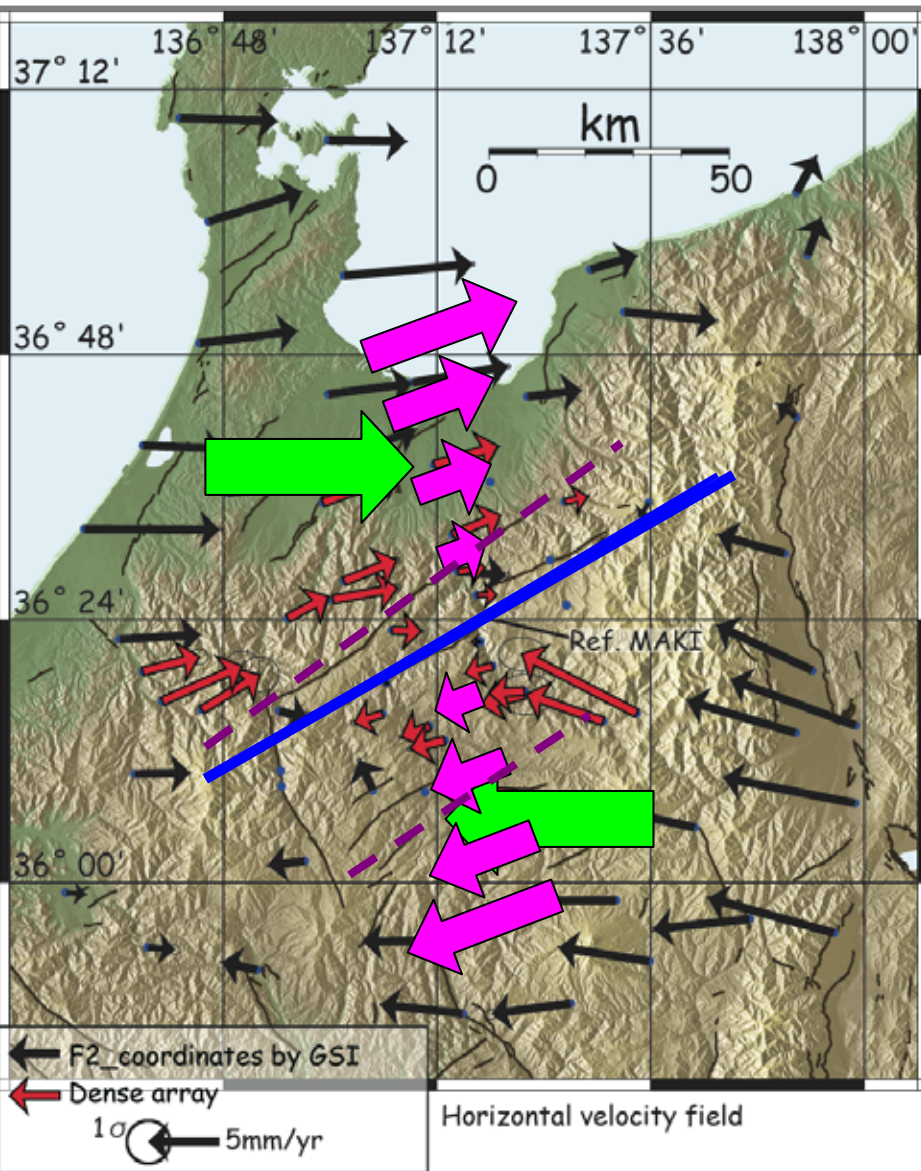 136° 48'
137° 12'
137° 36'
138° 00'
37° 12'
km
0 50
36° 48'
36° 24'
Ref. MAKI
36° 00'
F2_coordinates by GSI
Dense array
1σ
5mm/yr
Horizontal velocity field